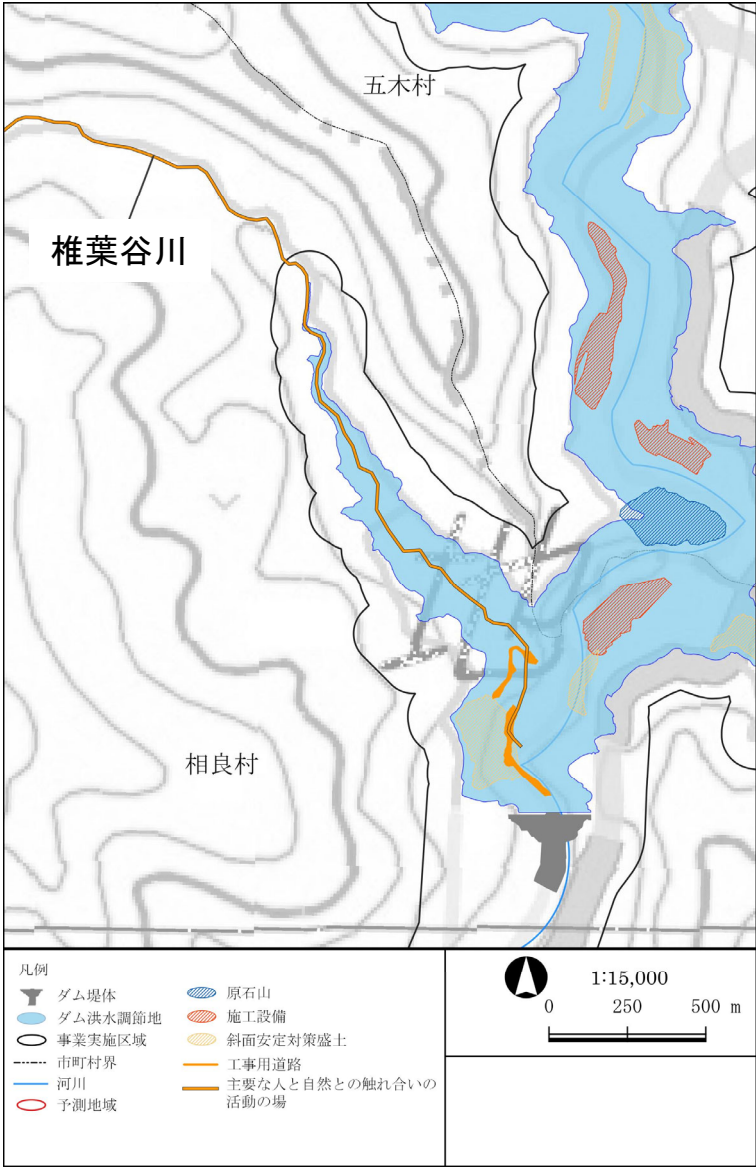 五木村
椎葉谷川
相良村
凡例
ダム堤体
ダム洪水調節地
事業実施区域
市町村界
河川
予測地域
原石山
施工設備
斜面安定対策盛土
工事用道路
主要な人と自然との触れ合いの
活動の場
1:15,000
0 250 500 m